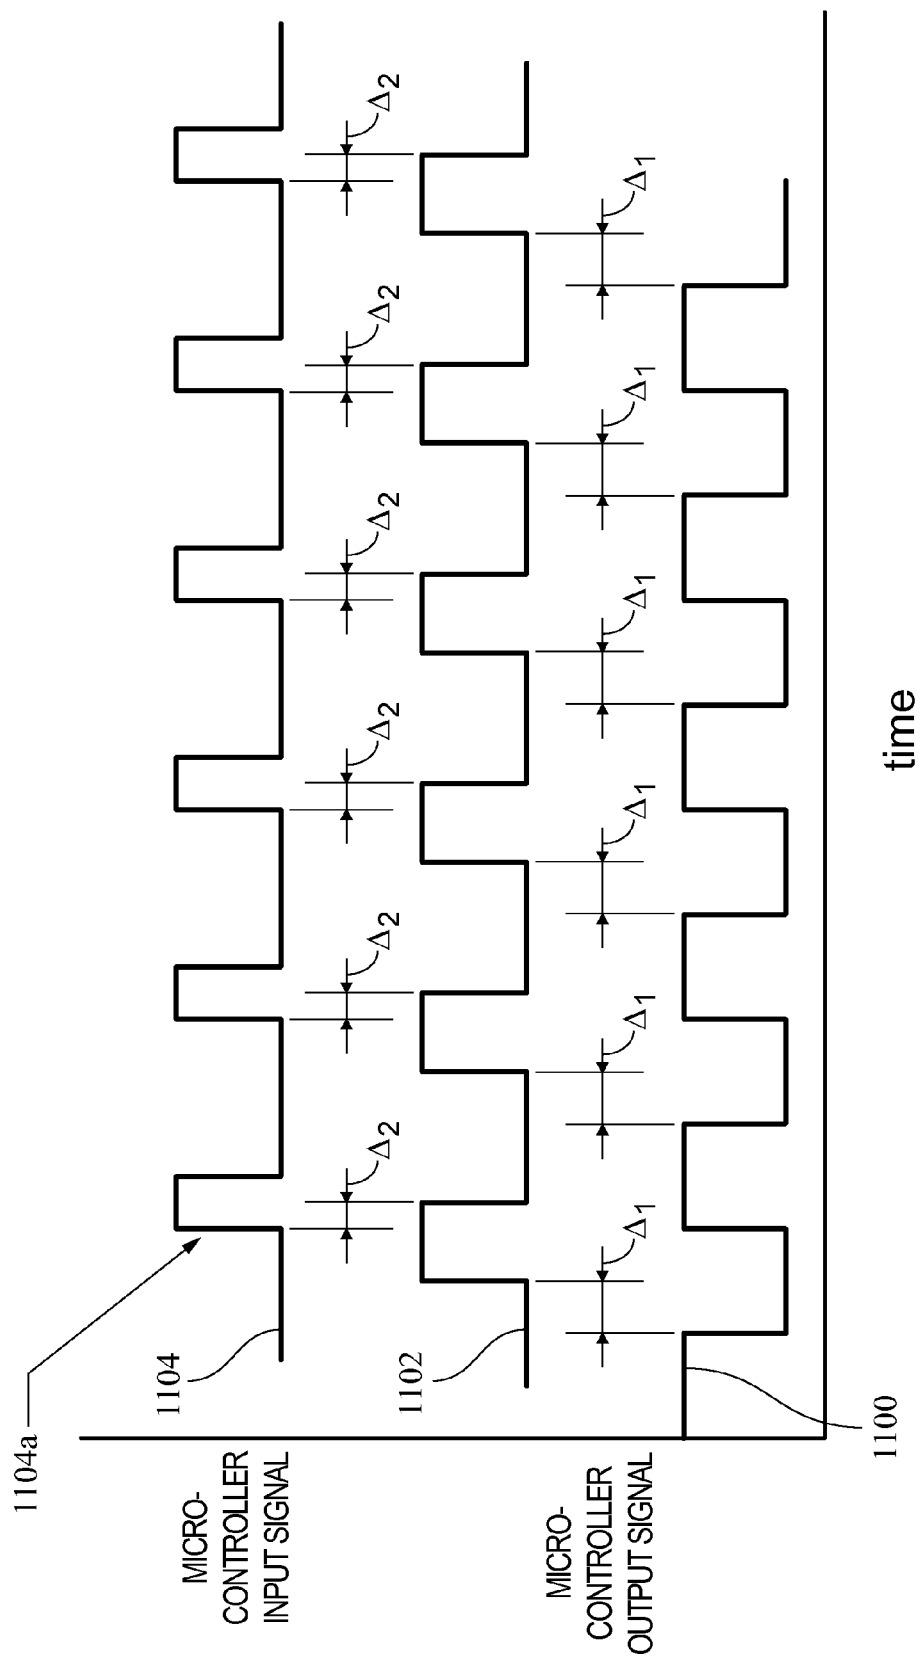 1104a
MICRO-
CONTROLLER
INPUT SIGNAL
1104
Δ2
Δ2
Δ2
Δ2
Δ2
Δ2
1102
MICRO-
CONTROLLER
OUTPUT SIGNAL
Δ1
Δ1
Δ1
Δ1
Δ1
Δ1
1100
time